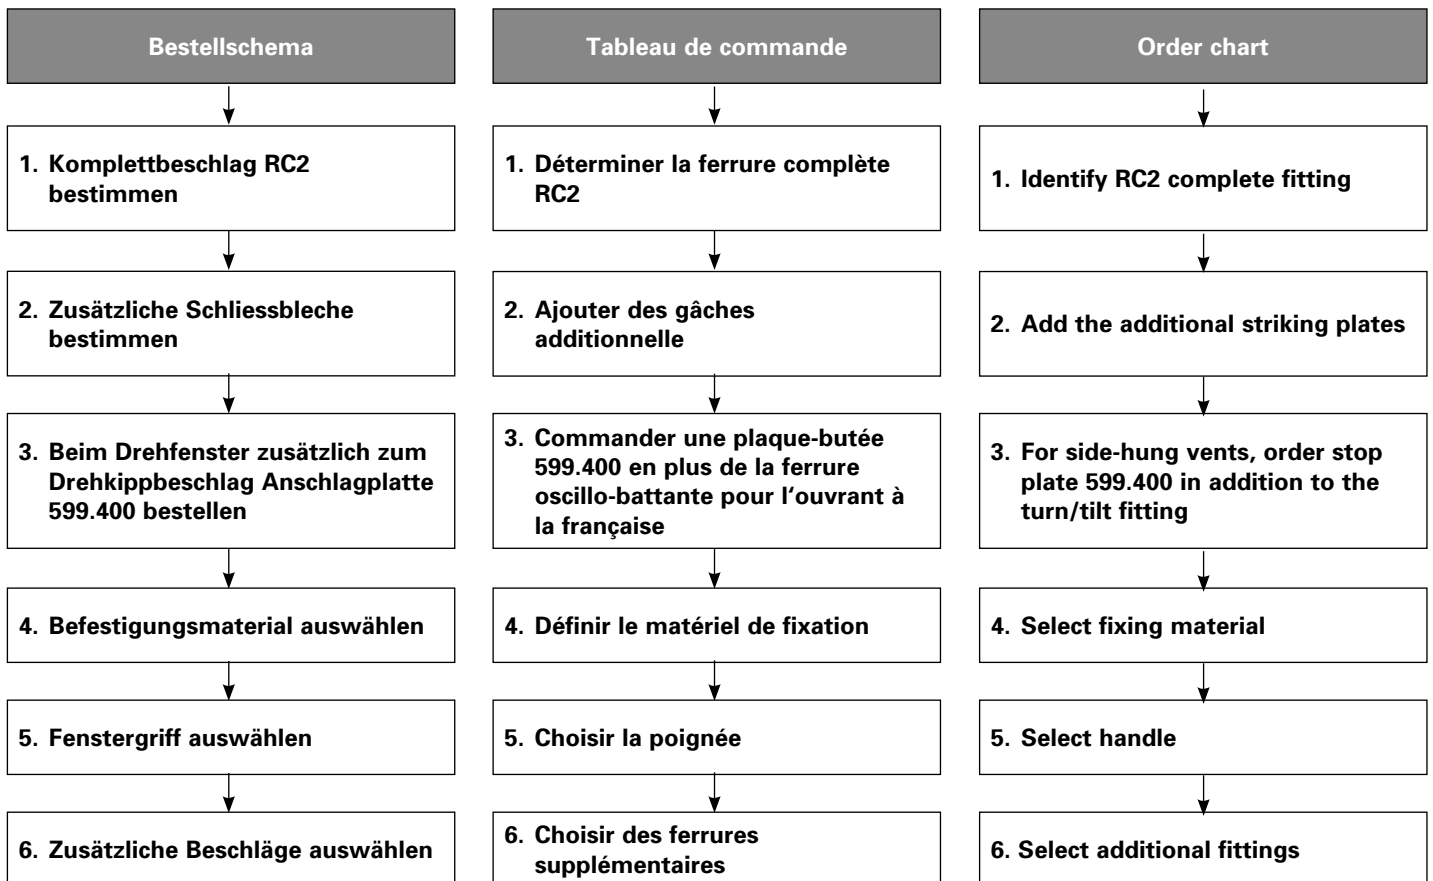 Bestellschema
1. Komplettbeschlag RC2
bestimmen
2. Zusätzliche Schliessbleche
bestimmen
3. Beim Drehfenster zusätzlich zum
Drehkippbeschlag Anschlagplatte
599.400 bestellen
4. Befestigungsmaterial auswählen
5. Fenstergriff auswählen
6. Zusätzliche Beschläge auswählen
Tableau de commande
1. Déterminer la ferrure complète
RC2
2. Ajouter des gâches
additionnelle
3. Commander une plaque-butée
599.400 en plus de la ferrure
oscillo-battante pour l‘ouvrant à
la française
4. Définir le matériel de fixation
5. Choisir la poignée
6. Choisir des ferrures
supplémentaires
Order chart
1. Identify RC2 complete fitting
2. Add the additional striking plates
3. For side-hung vents, order stop
plate 599.400 in addition to the
turn/tilt fitting
4. Select fixing material
5. Select handle
6. Select additional fittings